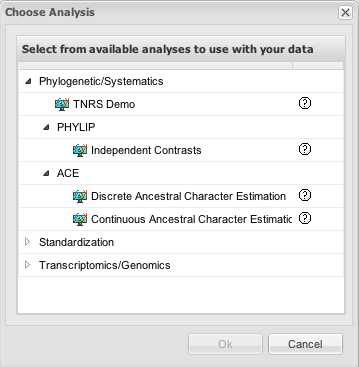 Choose Analysis
Select from available analyses to use with your data
Phylogenetic/Systematics
TNRS Demo
PHYLIP
Independent Contrasts
ACE
Discrete Ancestral Character Estimation
Continuous Ancestral Character Estimatic
Standardization
Transcriptomics/Genomics
Ok Cancel